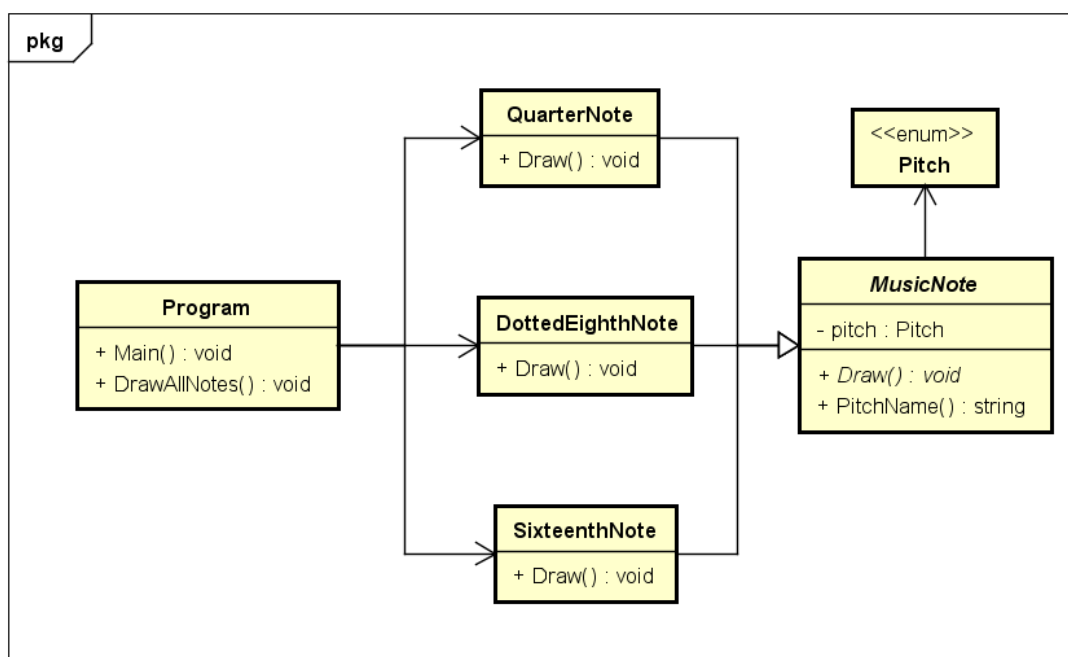 pkg
QuarterNote
+ Draw() : void
<<enum>>
Pitch
Program
+ Main() : void
+ DrawAllNotes() : void
DottedEighthNote
+ Draw() : void
MusicNote
- pitch : Pitch
+ Draw() : void
+ PitchName() : string
SixteenthNote
+ Draw() : void